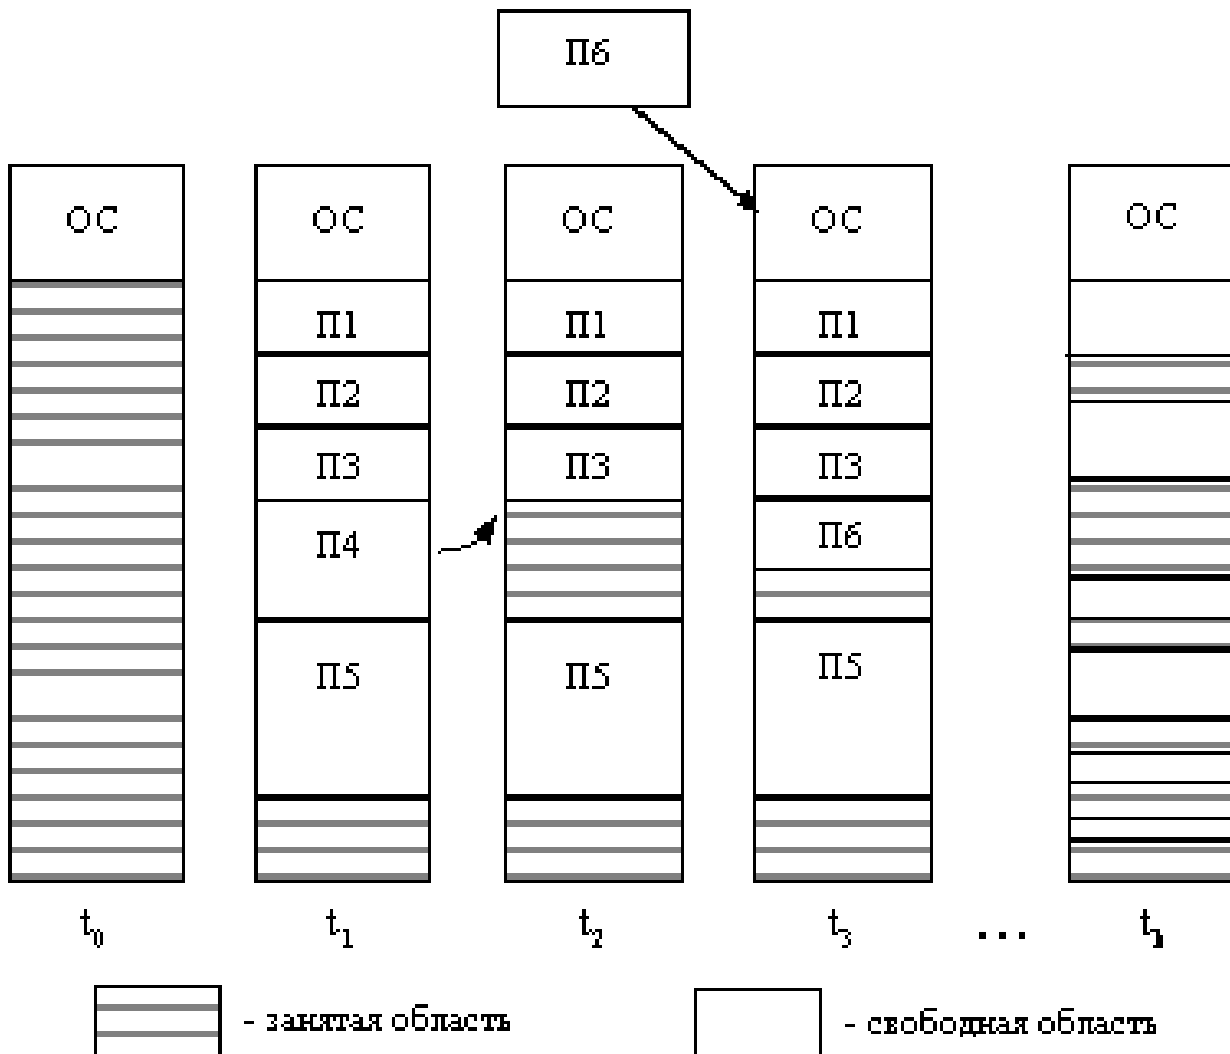 П6
ОС ОС ОС ОС ОС
П1 П1 П1
П2 П2 П2
П3 П3 П3
П4 П6
П5 П5 П5
t₀ t₁ t₂ t₃ ...
- занятая область - свободная область